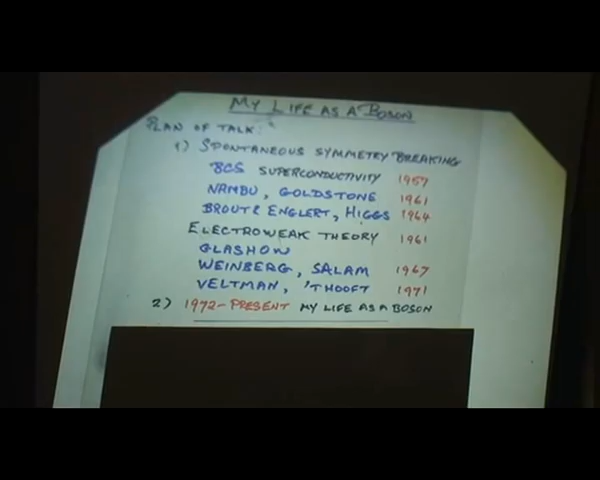 MY LIFE AS A BOSON
PLAN OF TALK:
1) SPONTANEOUS SYMMETRY BREAKING
BCS SUPERCONDUCTIVITY 1957
NAMBU, GOLDSTONE 1961
BROUT & ENGLERT, HIGGS 1964
ELECTROWEAK THEORY 1961
GLASHOW
WEINBERG, SALAM 1967
VELTMAN, 'THOOFT 1971
2) 1972-PRESENT MY LIFE AS A BOSON